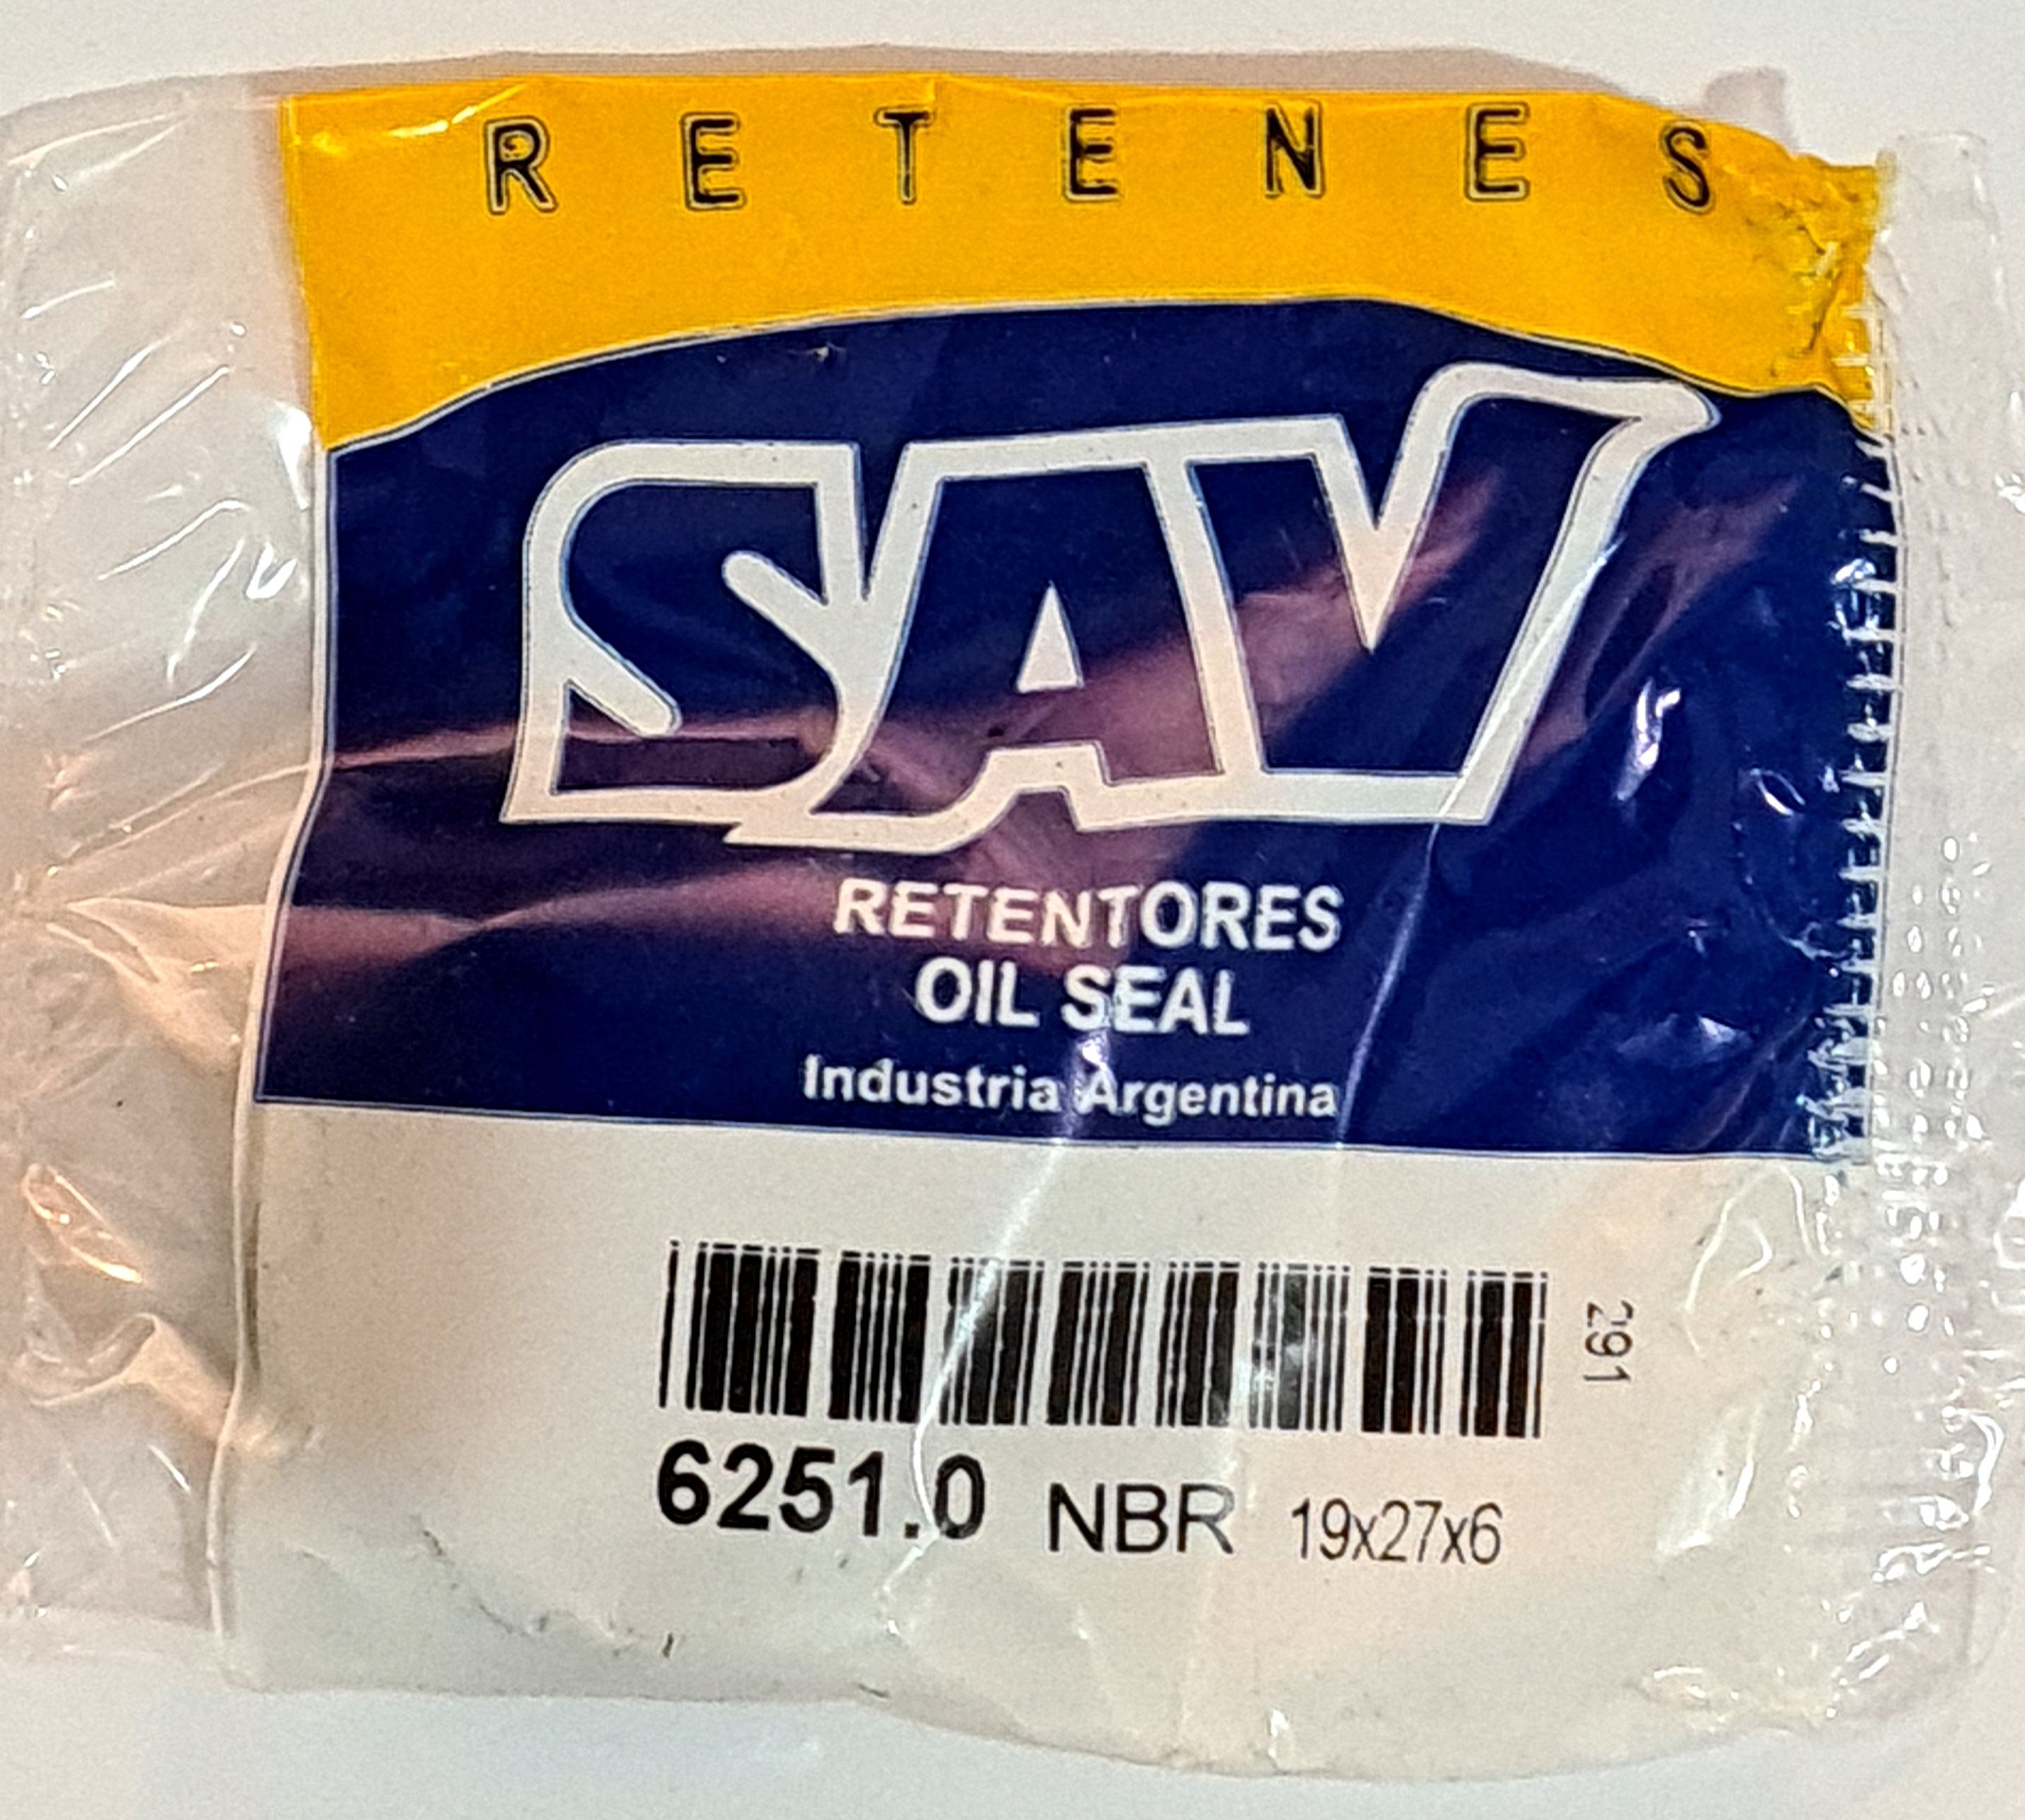 RETENES
SAV
RETENTORES
OIL SEAL
Industria Argentina
291
6251.0 NBR 19x27x6